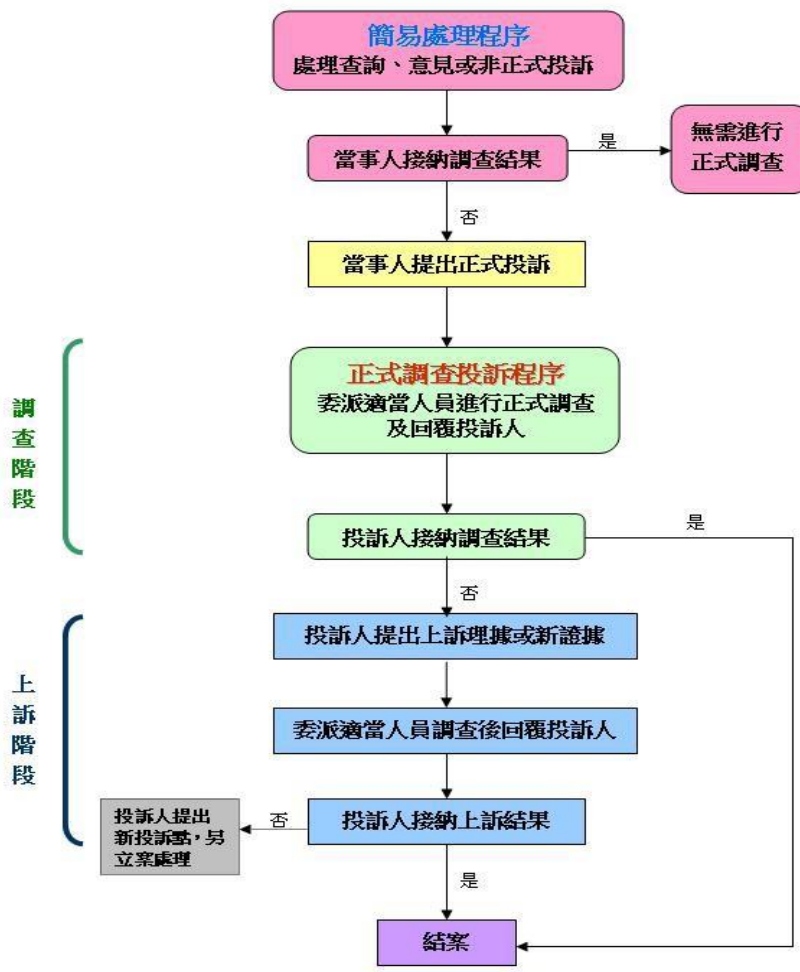 簡易處理程序
處理查詢、意見或非正式投訴
當事人接納調查結果
是
無需進行
正式調查
否
當事人提出正式投訴
調查階段
正式調查投訴程序
委派適當人員進行正式調查
及回覆投訴人
投訴人接納調查結果
是
否
上訴階段
投訴人提出上訴理據或新證據
委派適當人員調查後回覆投訴人
投訴人接納上訴結果
否
投訴人提出
新投訴點，另
立案處理
是
結案